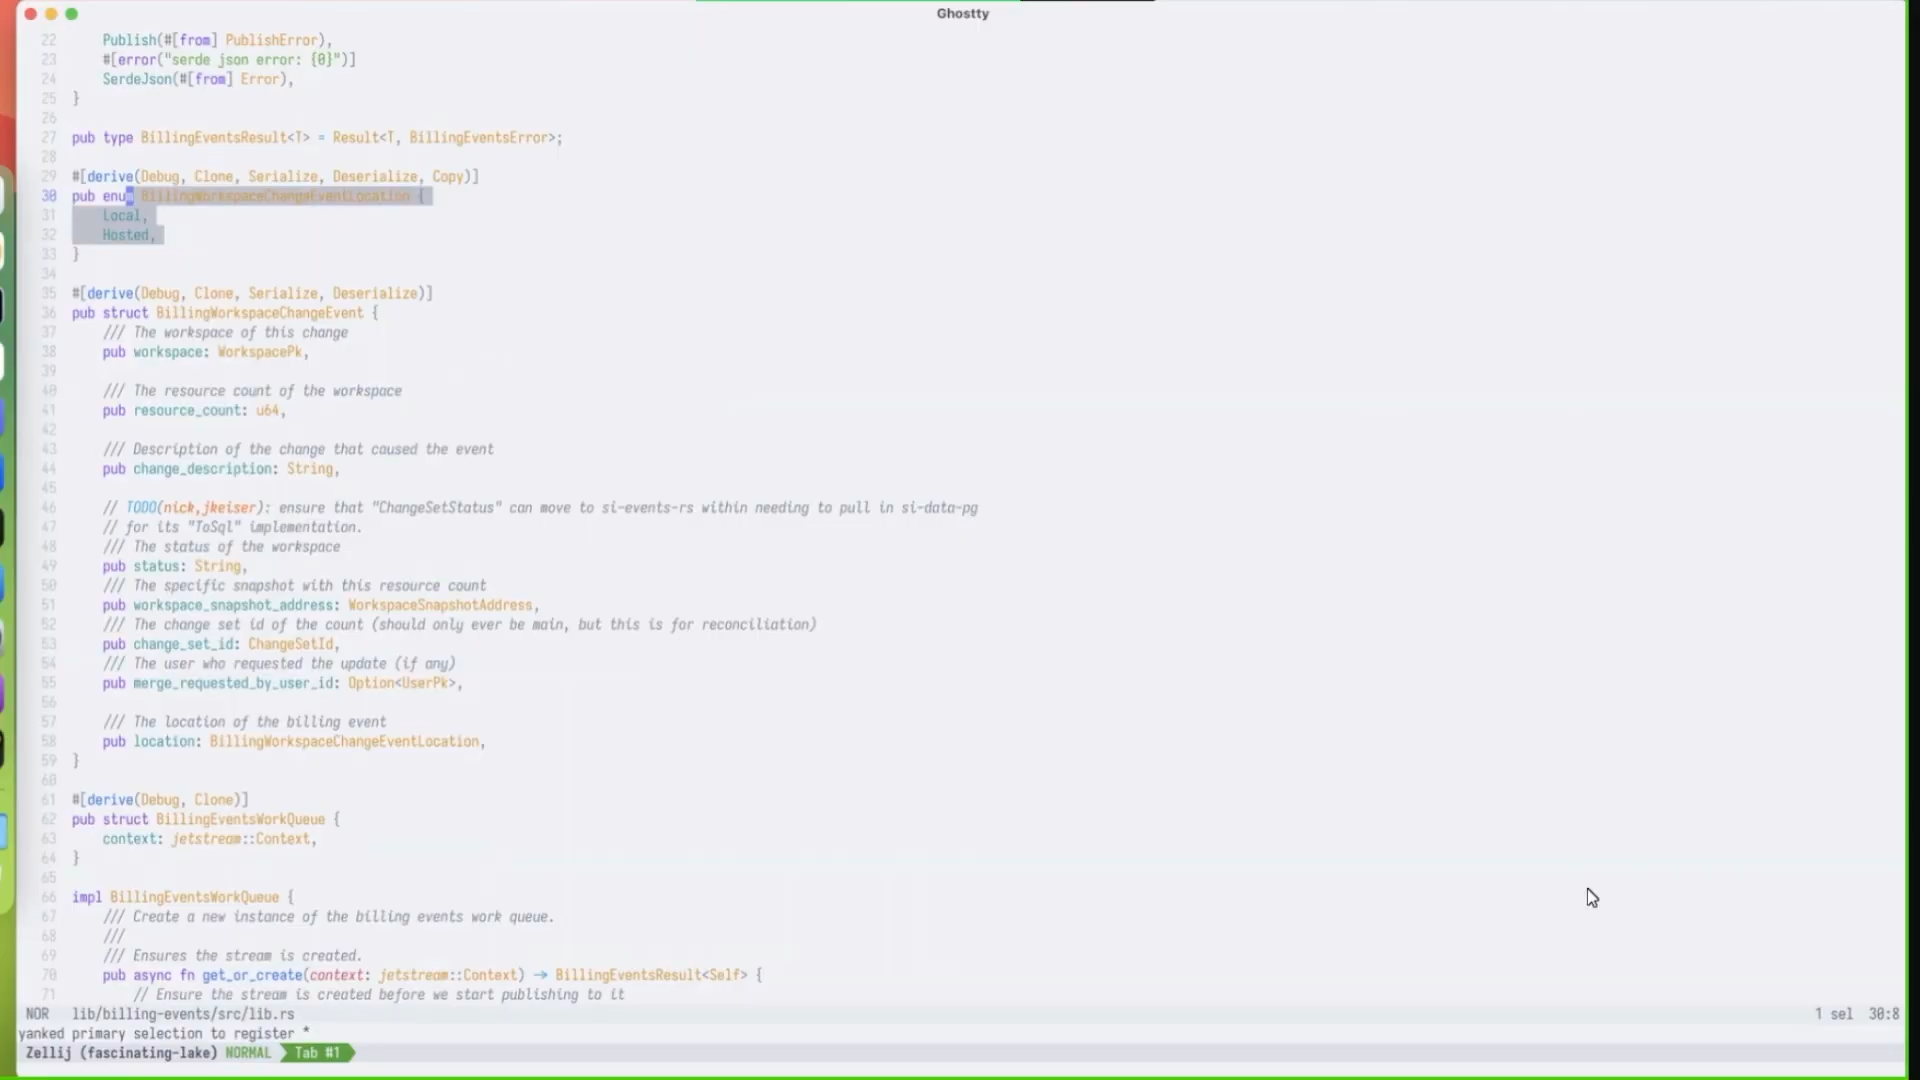 Ghostty
22 Publish(#[from] PublishError),
23 #[error("serde json error: {0}")]
24 SerdeJson(#[from] Error),
25 }
26
27 pub type BillingEventsResult<T> = Result<T, BillingEventsError>;
28
29 #[derive(Debug, Clone, Serialize, Deserialize, Copy)]
30 pub enum BillingWorkspaceChangeEventLocation {
31 Local,
32 Hosted,
33 }
34
35 #[derive(Debug, Clone, Serialize, Deserialize)]
36 pub struct BillingWorkspaceChangeEvent {
37 /// The workspace of this change
38 pub workspace: WorkspacePk,
39
40 /// The resource count of the workspace
41 pub resource_count: u64,
42
43 /// Description of the change that caused the event
44 pub change_description: String,
45
46 // TODO(nick,jkeiser): ensure that "ChangeSetStatus" can move to si-events-rs within needing to pull in si-data-pg
47 // for its "ToSql" implementation.
48 /// The status of the workspace
49 pub status: String,
50 /// The specific snapshot with this resource count
51 pub workspace_snapshot_address: WorkspaceSnapshotAddress,
52 /// The change set id of the count (should only ever be main, but this is for reconciliation)
53 pub change_set_id: ChangeSetId,
54 /// The user who requested the update (if any)
55 pub merge_requested_by_user_id: Option<UserPk>,
56
57 /// The location of the billing event
58 pub location: BillingWorkspaceChangeEventLocation,
59 }
60
61 #[derive(Debug, Clone)]
62 pub struct BillingEventsWorkQueue {
63 context: jetstream::Context,
64 }
65
66 impl BillingEventsWorkQueue {
67 /// Create a new instance of the billing events work queue.
68 ///
69 /// Ensures the stream is created.
70 pub async fn get_or_create(context: jetstream::Context) -> BillingEventsResult<Self> {
71 // Ensure the stream is created before we start publishing to it
NOR lib/billing-events/src/lib.rs 1 sel 30:8
yanked primary selection to register *
Zellij (fascinating-lake) NORMAL Tab #1